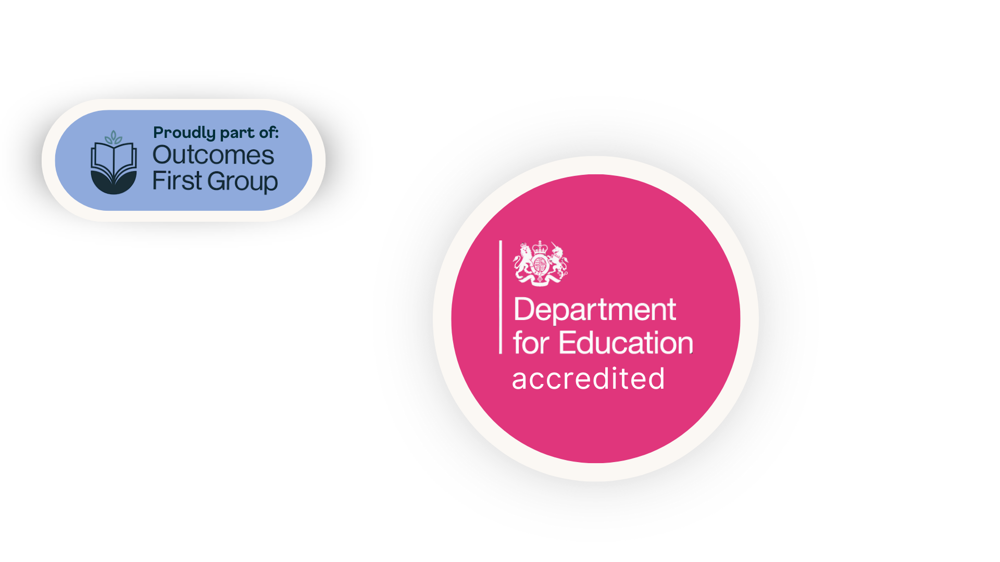 Proudly part of:
Outcomes
First Group
Department
for Education
accredited